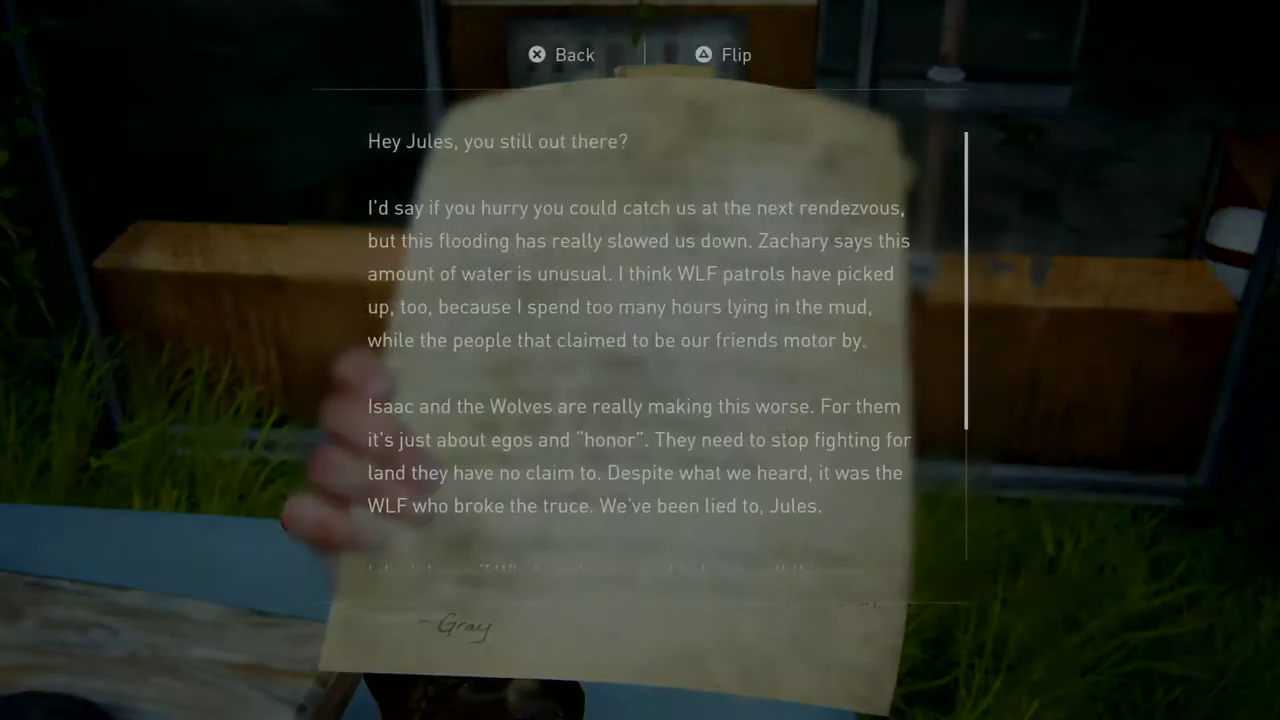 Back
Flip
Hey Jules, you still out there?
I'd say if you hurry you could catch us at the next rendezvous,
but this flooding has really slowed us down. Zachary says this
amount of water is unusual. I think WLF patrols have picked
up, too, because I spend too many hours lying in the mud,
while the people that claimed to be our friends motor by.
Isaac and the Wolves are really making this worse. For them
it's just about egos and “honor”. They need to stop fighting for
land they have no claim to. Despite what we heard, it was the
WLF who broke the truce. We've been lied to, Jules.
- Gray